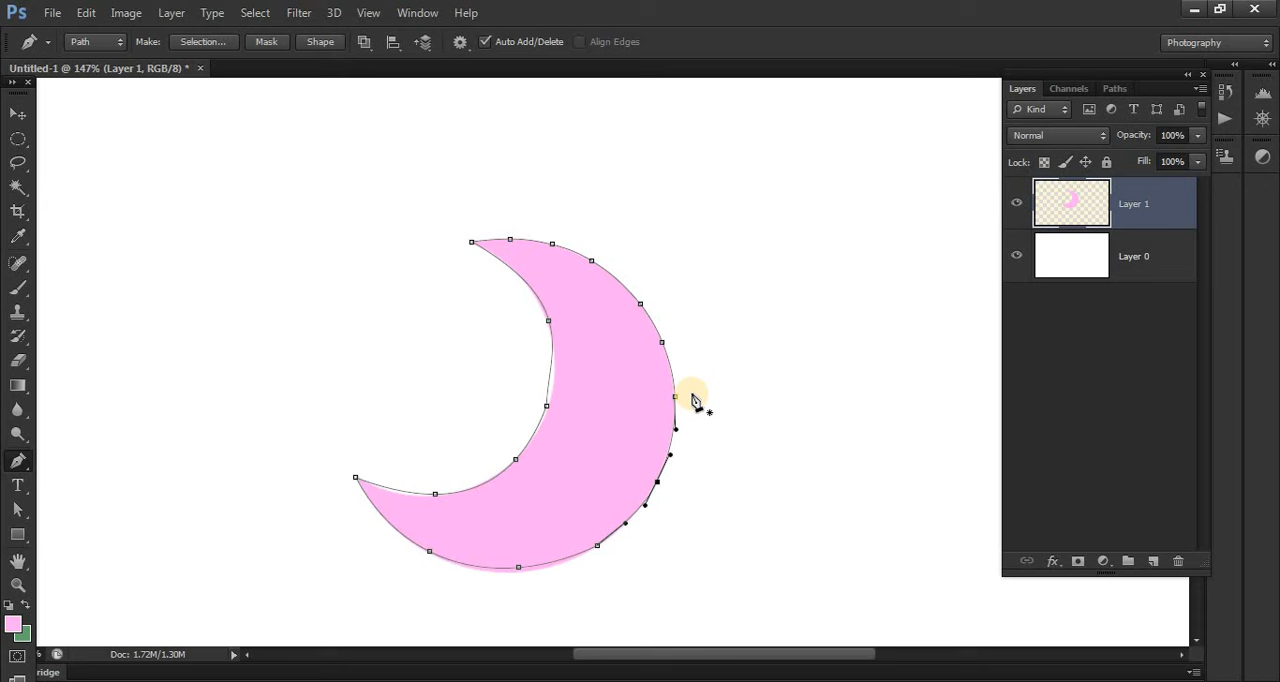 Ps File Edit Image Layer Type Select Filter 3D View Window Help
Path Make: Selection... Mask Shape Auto Add/Delete Align Edges Photography
Untitled-1 @ 147% (Layer 1, RGB/8) * ×
Layers Channels Paths
Kind T
Normal Opacity: 100%
Lock: Fill: 100%
Layer 1
Layer 0
T
fx
% Doc: 1.72M/1.30M
ridge